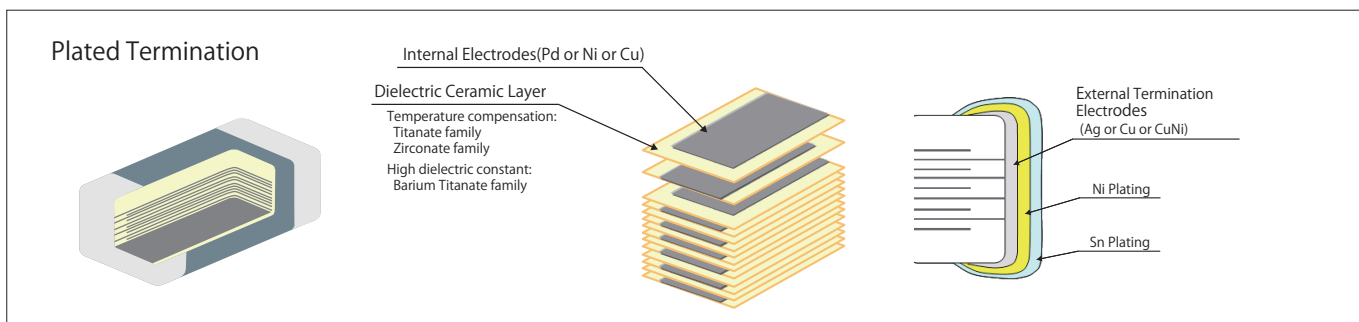 Plated Termination
Internal Electrodes(Pd or Ni or Cu)
Dielectric Ceramic Layer
Temperature compensation:
Titanate family
Zirconate family
High dielectric constant:
Barium Titanate family
External Termination
Electrodes
(Ag or Cu or CuNi)
Ni Plating
Sn Plating